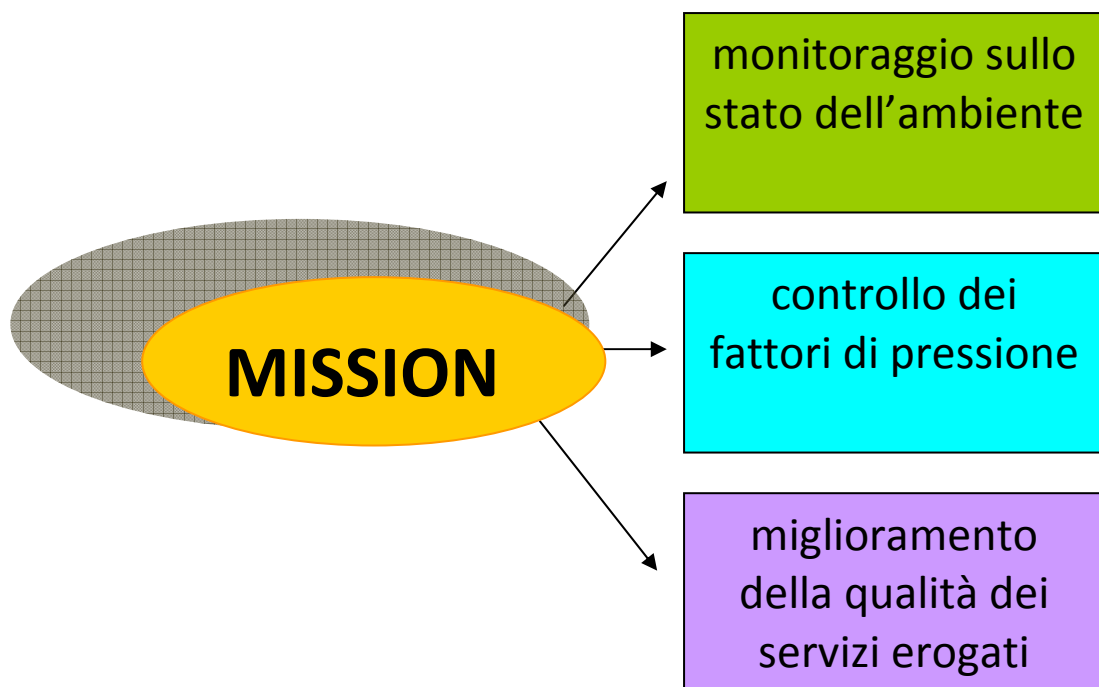 monitoraggio sullo
stato dell’ambiente
controllo dei
fattori di pressione
MISSION
miglioramento
della qualità dei
servizi erogati